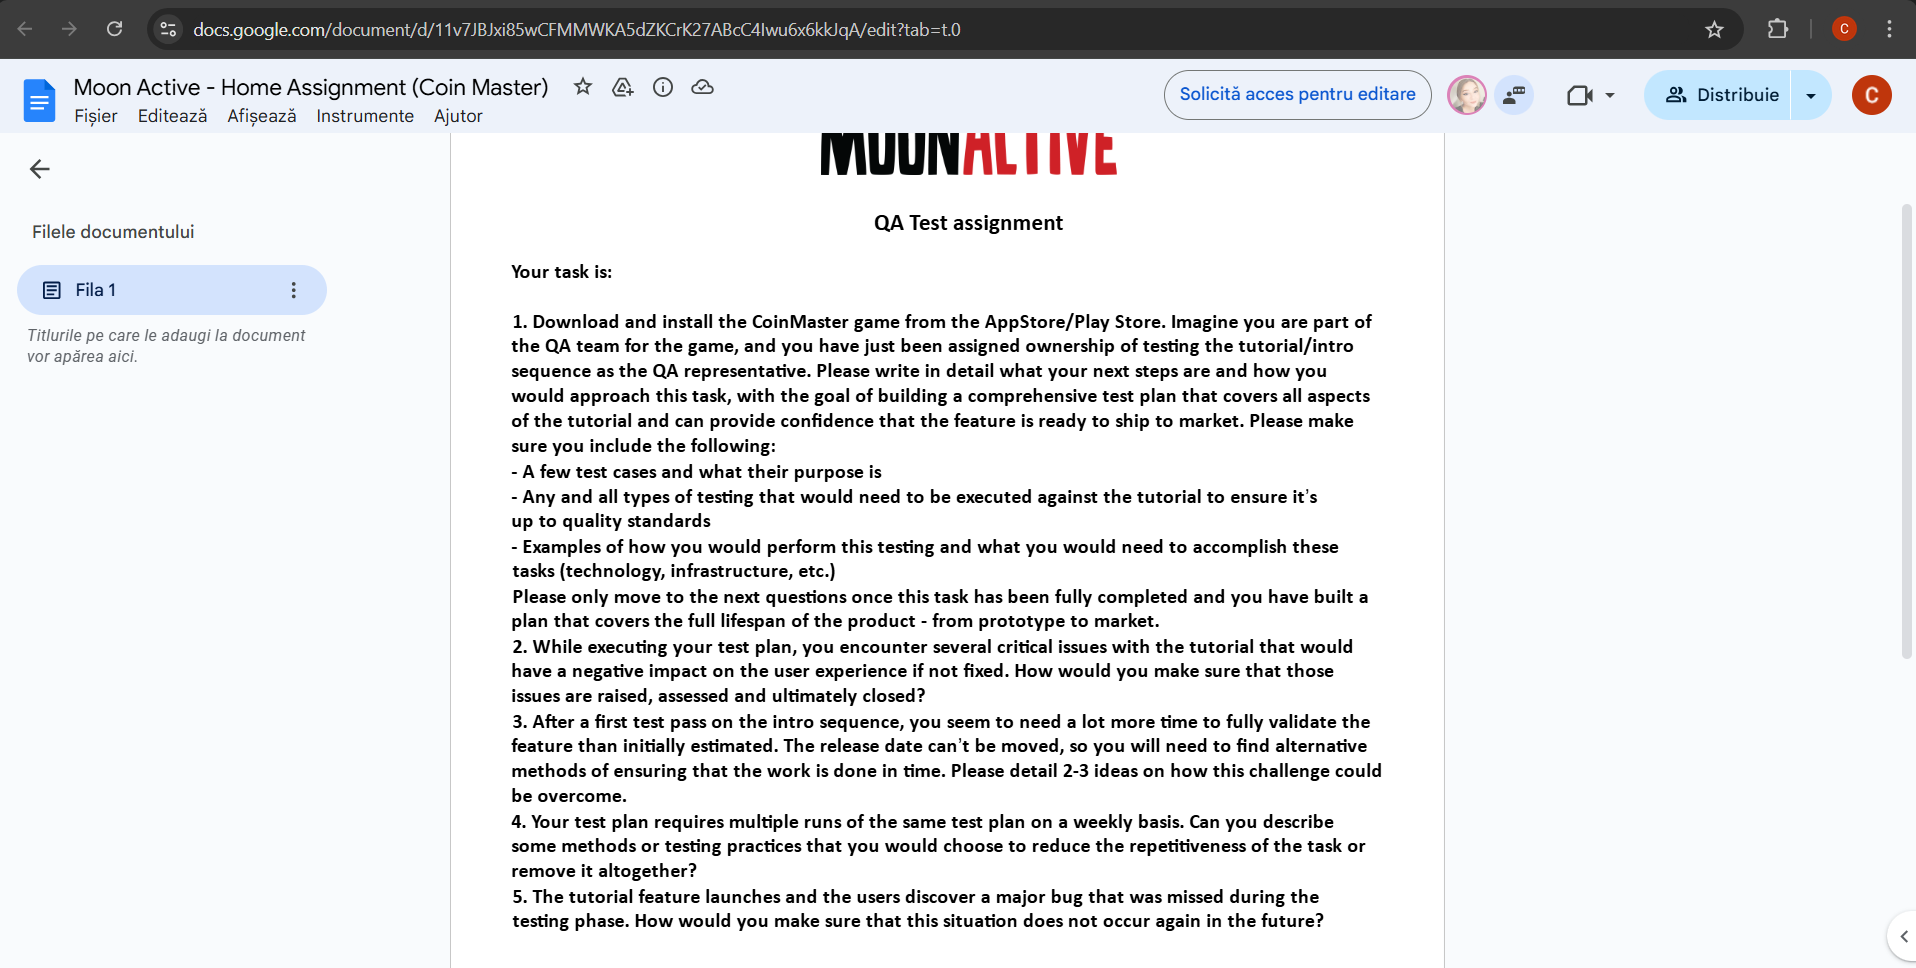 docs.google.com/document/d/11v7JBJxi85wCFMMWKA5dZKCrK27ABcC4Iwu6x6kkJqA/edit?tab=t.0
C
Moon Active - Home Assignment (Coin Master)
Solicită acces pentru editare
Distribuie
C
Fișier Editează Afișează Instrumente Ajutor
MOONACTIVE
Filele documentului
Fila 1
Titlurile pe care le adaugi la document
vor apărea aici.
QA Test assignment
Your task is:
1. Download and install the CoinMaster game from the AppStore/Play Store. Imagine you are part of
the QA team for the game, and you have just been assigned ownership of testing the tutorial/intro
sequence as the QA representative. Please write in detail what your next steps are and how you
would approach this task, with the goal of building a comprehensive test plan that covers all aspects
of the tutorial and can provide confidence that the feature is ready to ship to market. Please make
sure you include the following:
- A few test cases and what their purpose is
- Any and all types of testing that would need to be executed against the tutorial to ensure it’s
up to quality standards
- Examples of how you would perform this testing and what you would need to accomplish these
tasks (technology, infrastructure, etc.)
Please only move to the next questions once this task has been fully completed and you have built a
plan that covers the full lifespan of the product - from prototype to market.
2. While executing your test plan, you encounter several critical issues with the tutorial that would
have a negative impact on the user experience if not fixed. How would you make sure that those
issues are raised, assessed and ultimately closed?
3. After a first test pass on the intro sequence, you seem to need a lot more time to fully validate the
feature than initially estimated. The release date can’t be moved, so you will need to find alternative
methods of ensuring that the work is done in time. Please detail 2-3 ideas on how this challenge could
be overcome.
4. Your test plan requires multiple runs of the same test plan on a weekly basis. Can you describe
some methods or testing practices that you would choose to reduce the repetitiveness of the task or
remove it altogether?
5. The tutorial feature launches and the users discover a major bug that was missed during the
testing phase. How would you make sure that this situation does not occur again in the future?